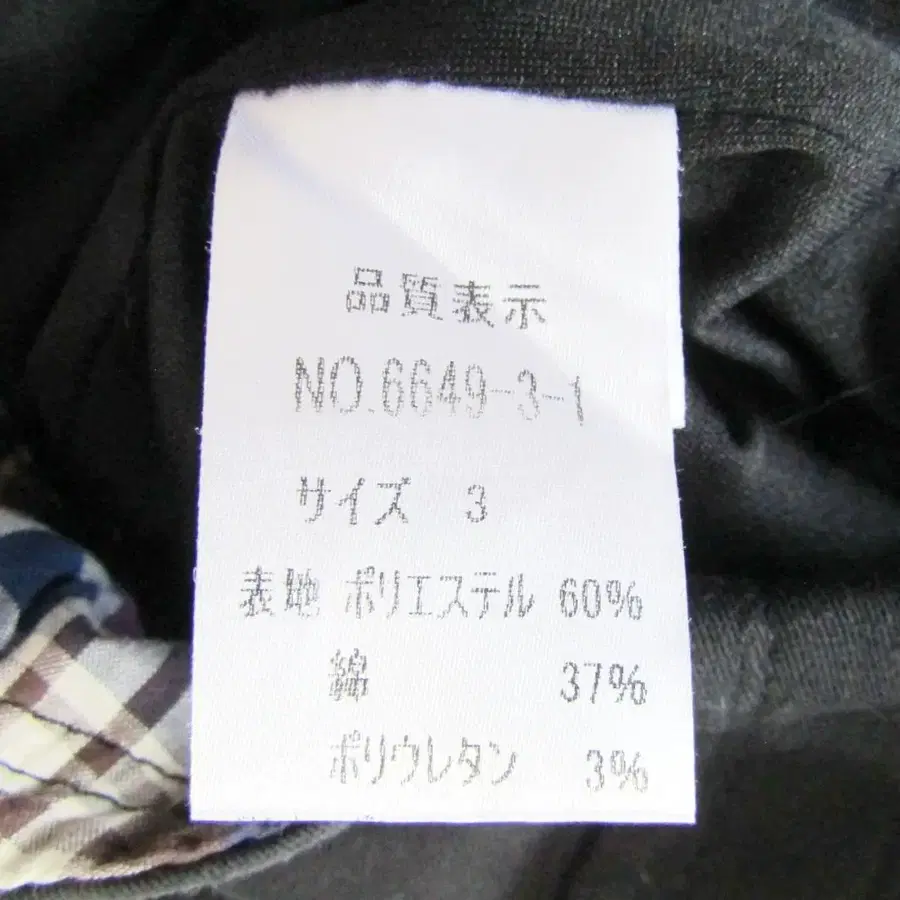 品質表示
NO.6649-3-1
サイズ 3
表地 ポリエステル 60%
綿 37%
ポリウレタン 3%